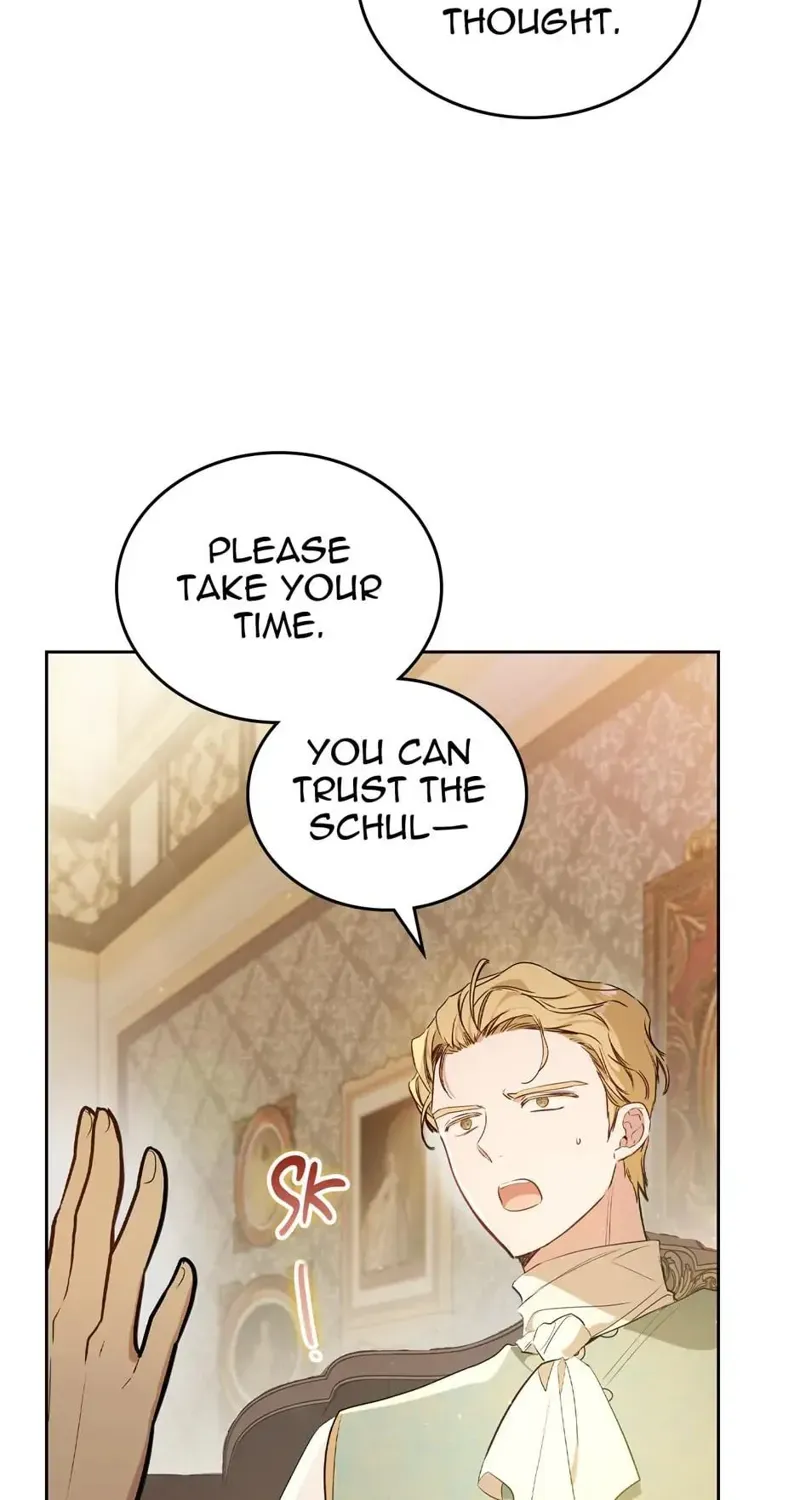 THOUGHT.
PLEASE
TAKE YOUR
TIME.
YOU CAN
TRUST THE
SCHUL—
SK
!